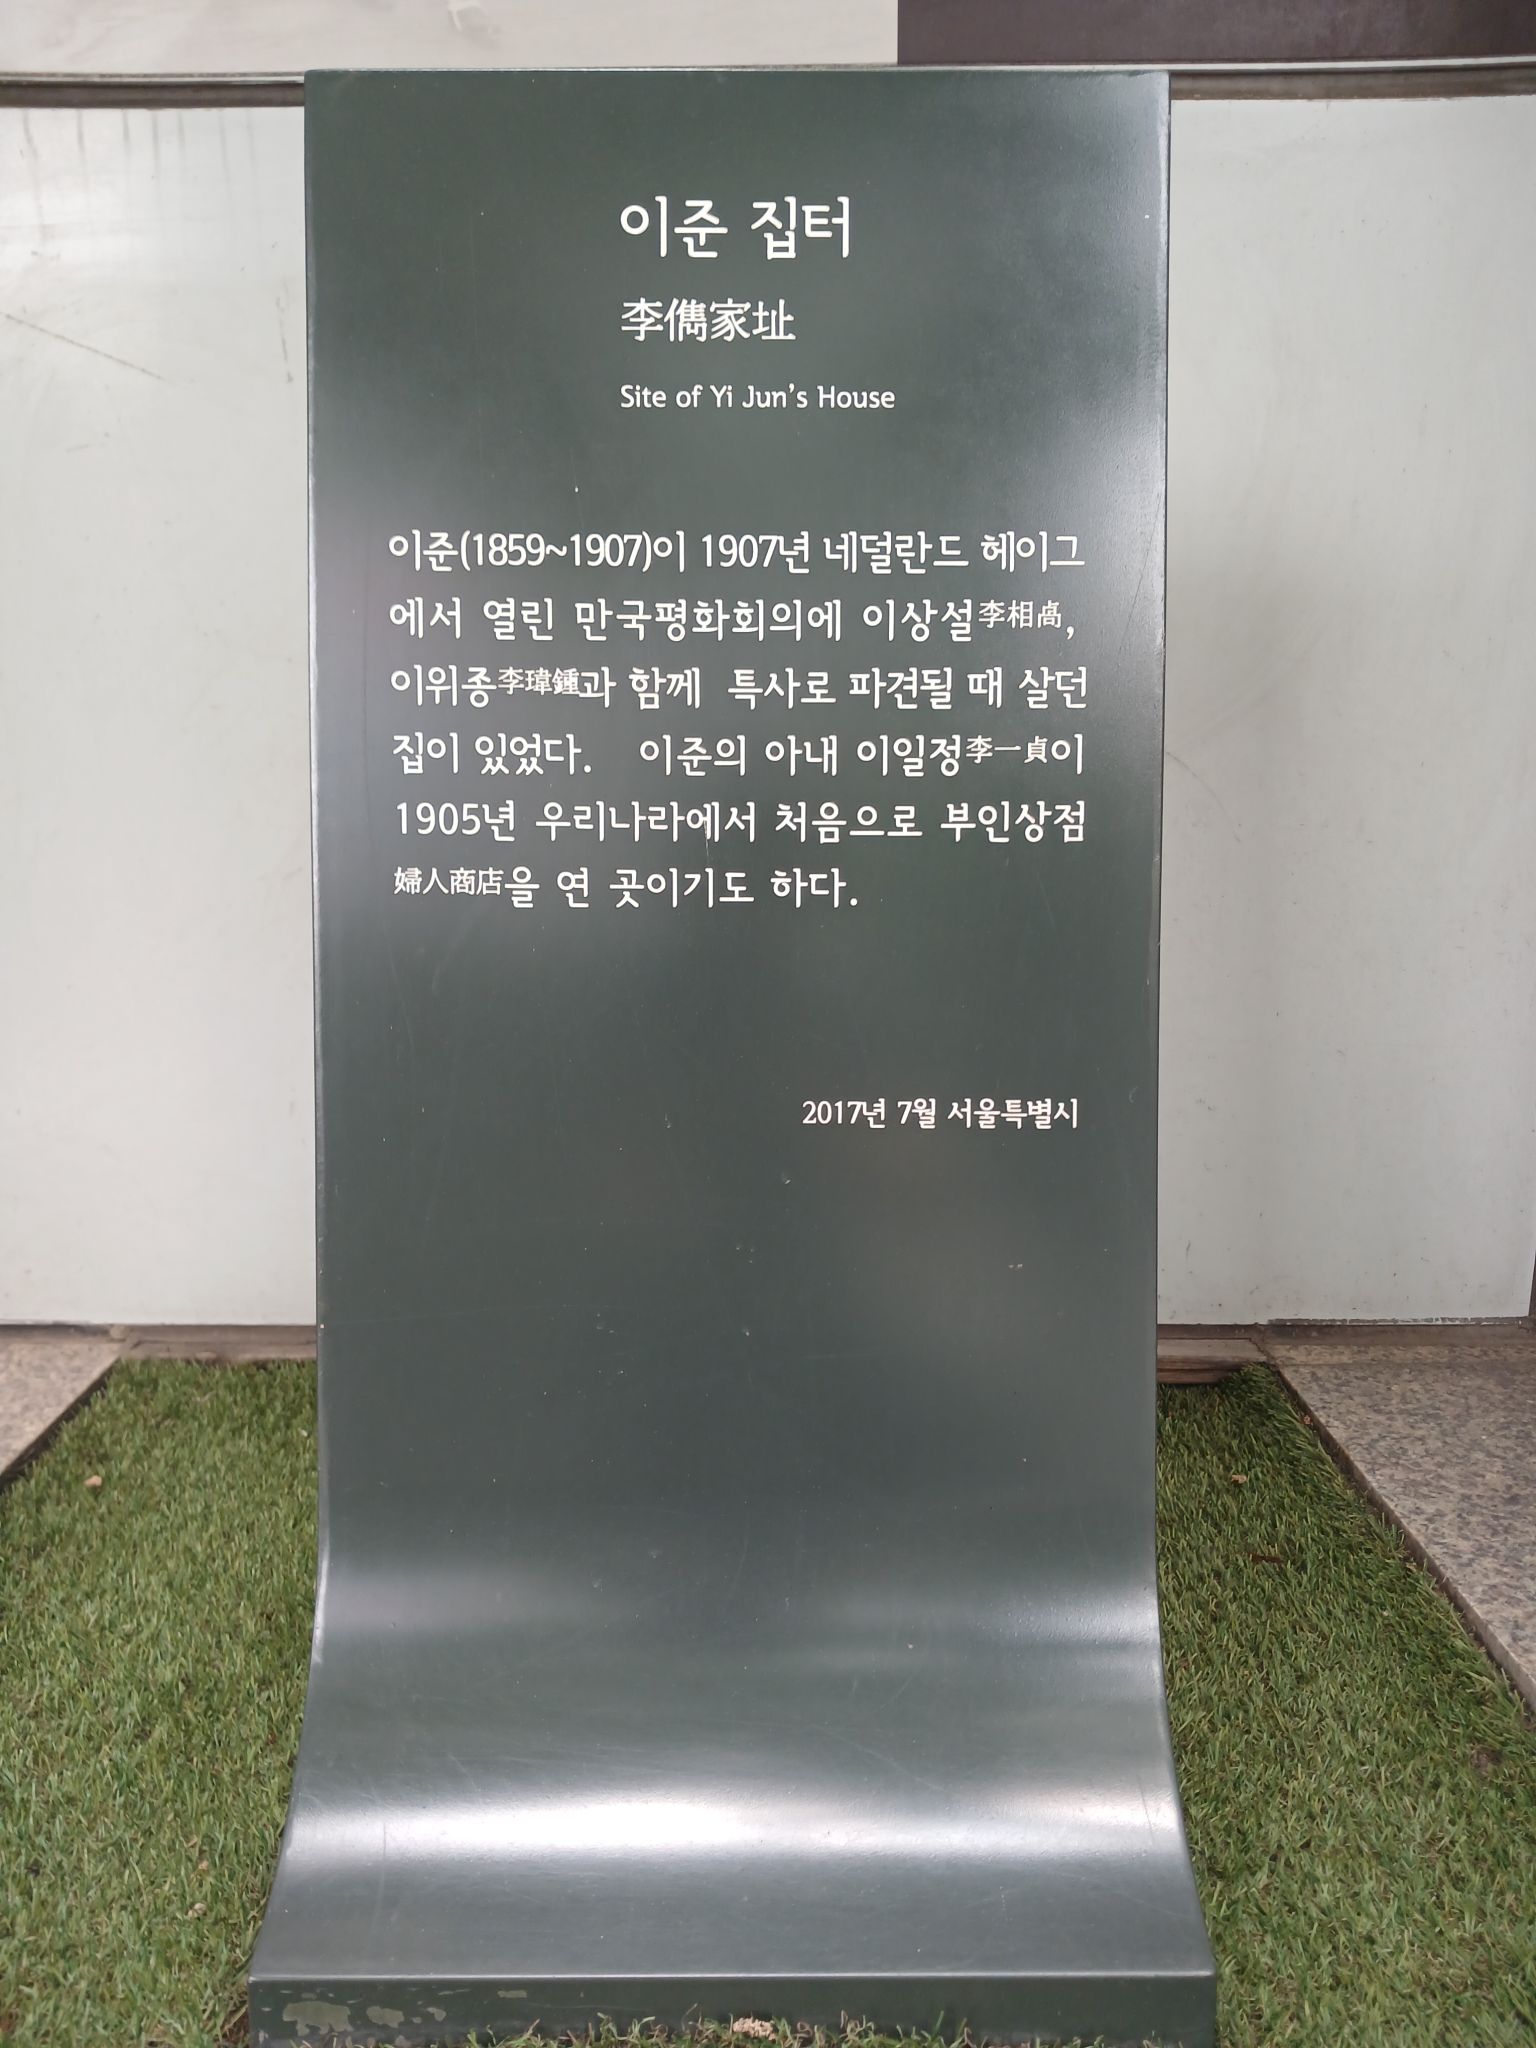 이준 집터
李儁家址
Site of Yi Jun's House
이준(1859~1907)이 1907년 네덜란드 헤이그
에서 열린 만국평화회의에 이상설李相卨,
이위종李瑋鍾과 함께 특사로 파견될 때 살던
집이 있었다. 이준의 아내 이일정李一貞이
1905년 우리나라에서 처음으로 부인상점
婦人商店을 연 곳이기도 하다.
2017년 7월 서울특별시